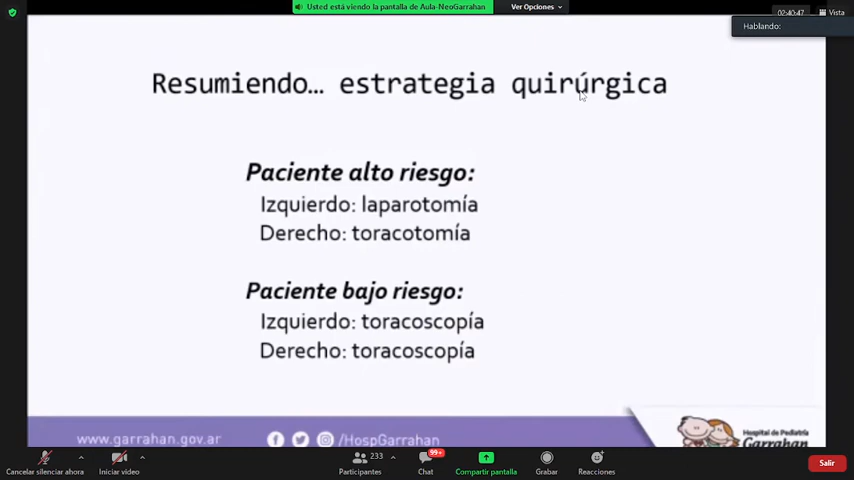 Usted está viendo la pantalla de Aula-NeoGarrahan
Ver Opciones
02:40:47
Vista
Hablando:
Resumiendo… estrategia quirúrgica
Paciente alto riesgo:
Izquierdo: laparotomía
Derecho: toracotomía
Paciente bajo riesgo:
Izquierdo: toracoscopía
Derecho: toracoscopía
www.garrahan.gov.ar
/HospGarrahan
Hospital de Pediatría
Garrahan
233
99+
Cancelar silenciar ahora
Iniciar video
Participantes
Chat
Compartir pantalla
Grabar
Reacciones
Salir